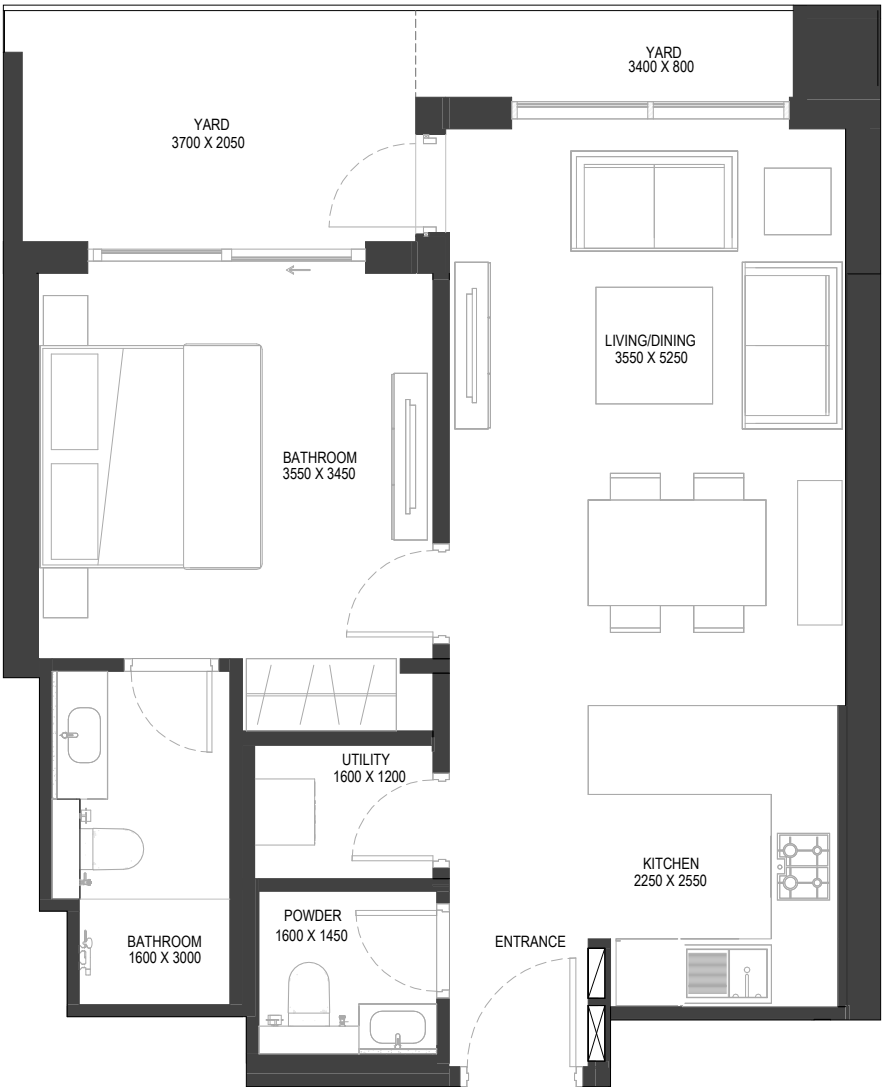 YARD
3400 X 800
YARD
3700 X 2050
LIVING/DINING
3550 X 5250
BATHROOM
3550 X 3450
UTILITY
1600 X 1200
KITCHEN
2250 X 2550
POWDER
1600 X 1450
ENTRANCE
BATHROOM
1600 X 3000